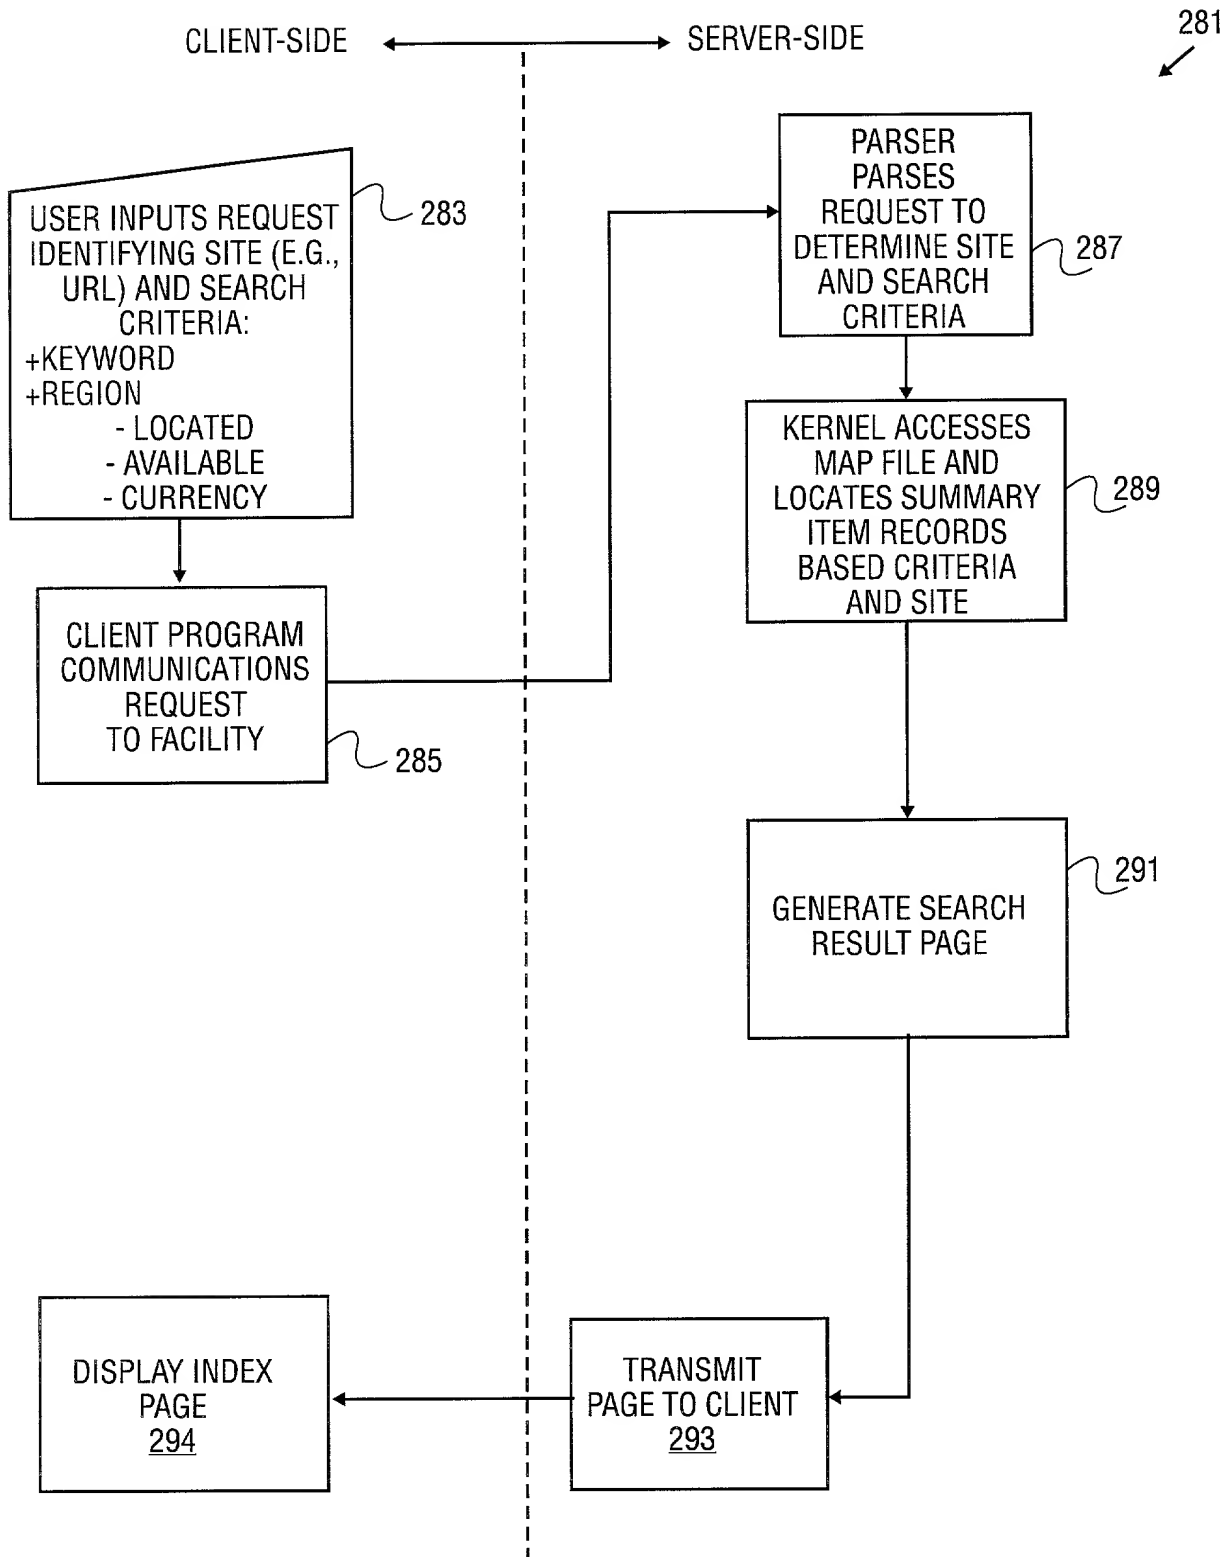 CLIENT-SIDE
SERVER-SIDE
281
USER INPUTS REQUEST
IDENTIFYING SITE (E.G.,
URL) AND SEARCH
CRITERIA:
+KEYWORD
+REGION
- LOCATED
- AVAILABLE
- CURRENCY
283
CLIENT PROGRAM
COMMUNICATIONS
REQUEST
TO FACILITY
285
PARSER
PARSES
REQUEST TO
DETERMINE SITE
AND SEARCH
CRITERIA
287
KERNEL ACCESSES
MAP FILE AND
LOCATES SUMMARY
ITEM RECORDS
BASED CRITERIA
AND SITE
289
GENERATE SEARCH
RESULT PAGE
291
TRANSMIT
PAGE TO CLIENT
293
DISPLAY INDEX
PAGE
294